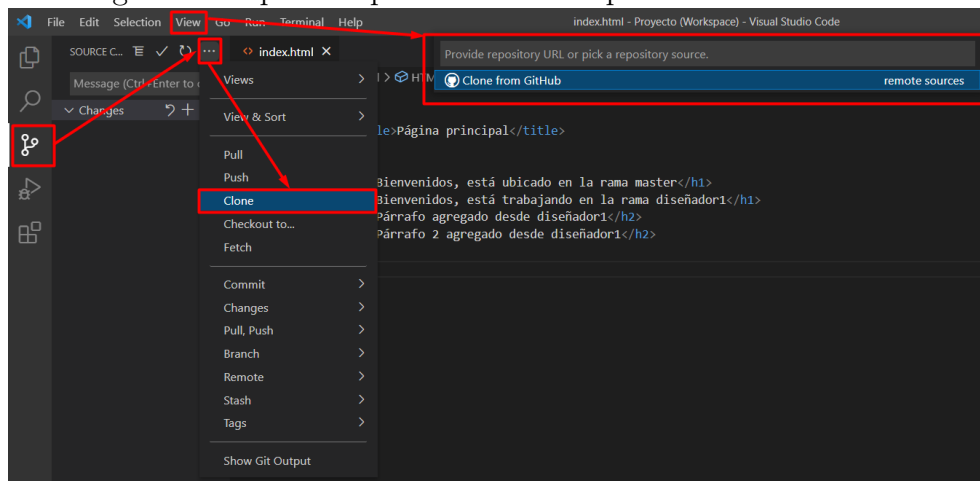 File Edit Selection View Go Run Terminal Help index.html - Proyecto (Workspace) - Visual Studio Code
SOURCE C... ··· <> index.html ×
Provide repository URL or pick a repository source.
Message (Ctrl+Enter to
Clone from GitHub remote sources
Changes
Views
View & Sort
le>Página principal</title>
Pull
Push
Bienvenidos, está ubicado en la rama master</h1>
Clone
Bienvenidos, está trabajando en la rama diseñador1</h1>
Checkout to...
Párrafo agregado desde diseñador1</h2>
Párrafo 2 agregado desde diseñador1</h2>
Fetch
Commit
Changes
Pull, Push
Branch
Remote
Stash
Tags
Show Git Output